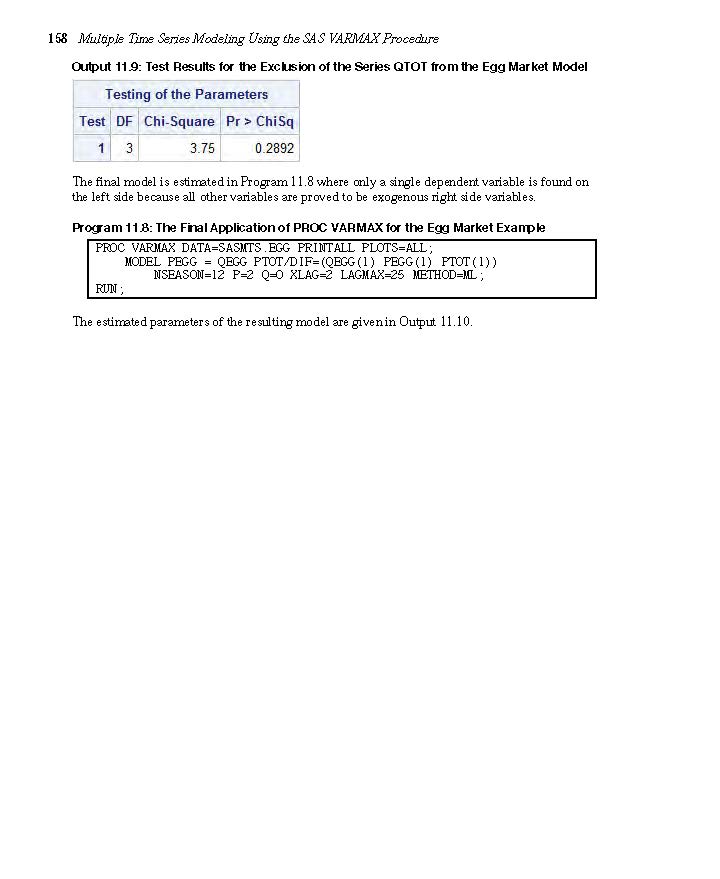 158 Multiple Time Series Modeling Using the SAS VARMAX Procedure
Output 11.9: Test Results for the Exclusion of the Series QTOT from the Egg Market Model
Testing of the Parameters
Test DF Chi-Square Pr > ChiSq
1 3 3.75 0.2892
The final model is estimated in Program 11.8 where only a single dependent variable is found on
the left side because all other variables are proved to be exogenous right side variables.
Program 11.8: The Final Application of PROC VARMAX for the Egg Market Example
PROC VARMAX DATA=SASMTS.EGG PRINTALL PLOTS=ALL;
MODEL PEGG = QEGG PTOT/DIF=(QEGG(1) PEGG(1) PTOT(1))
NSEASON=12 P=2 Q=0 XLAG=2 LAGMAX=25 METHOD=ML;
RUN;
The estimated parameters of the resulting model are given in Output 11.10.